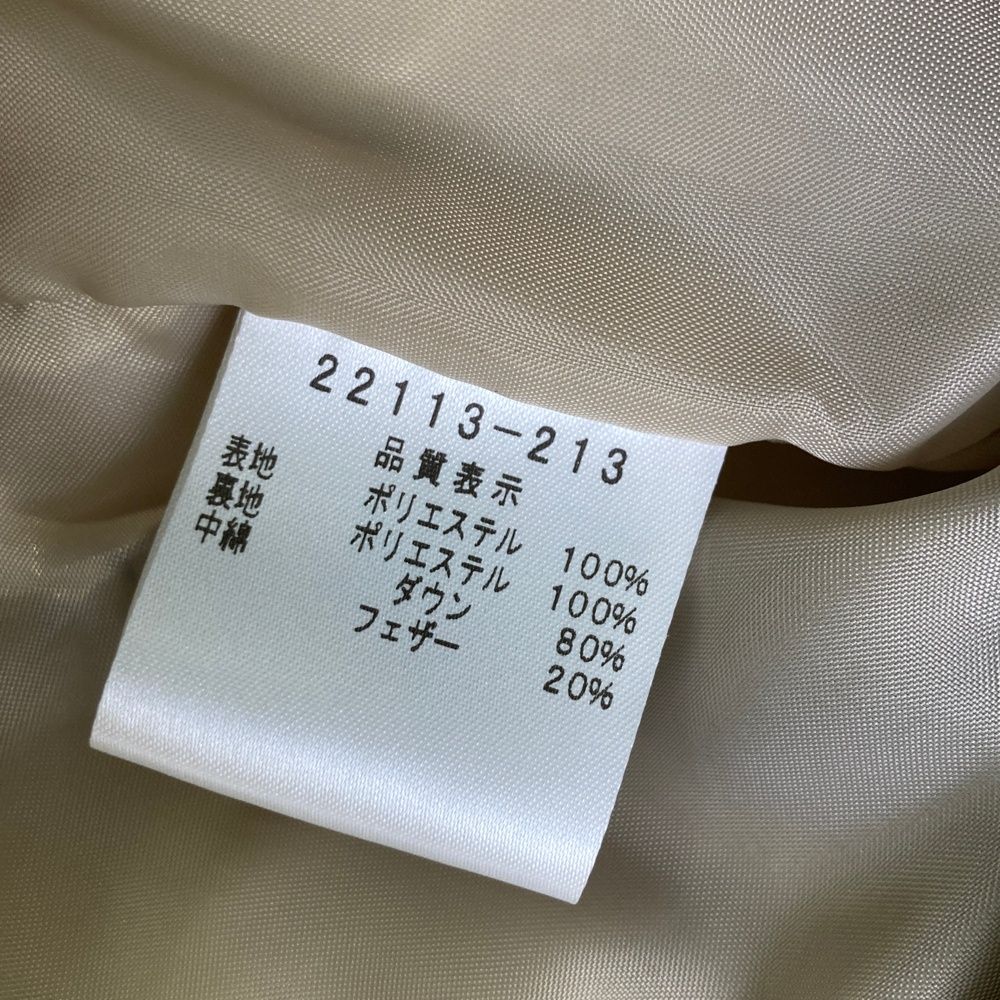 22113-213
品質表示
表地 ポリエステル 100%
裏地 ポリエステル 100%
中綿 ダウン 80%
フェザー 20%